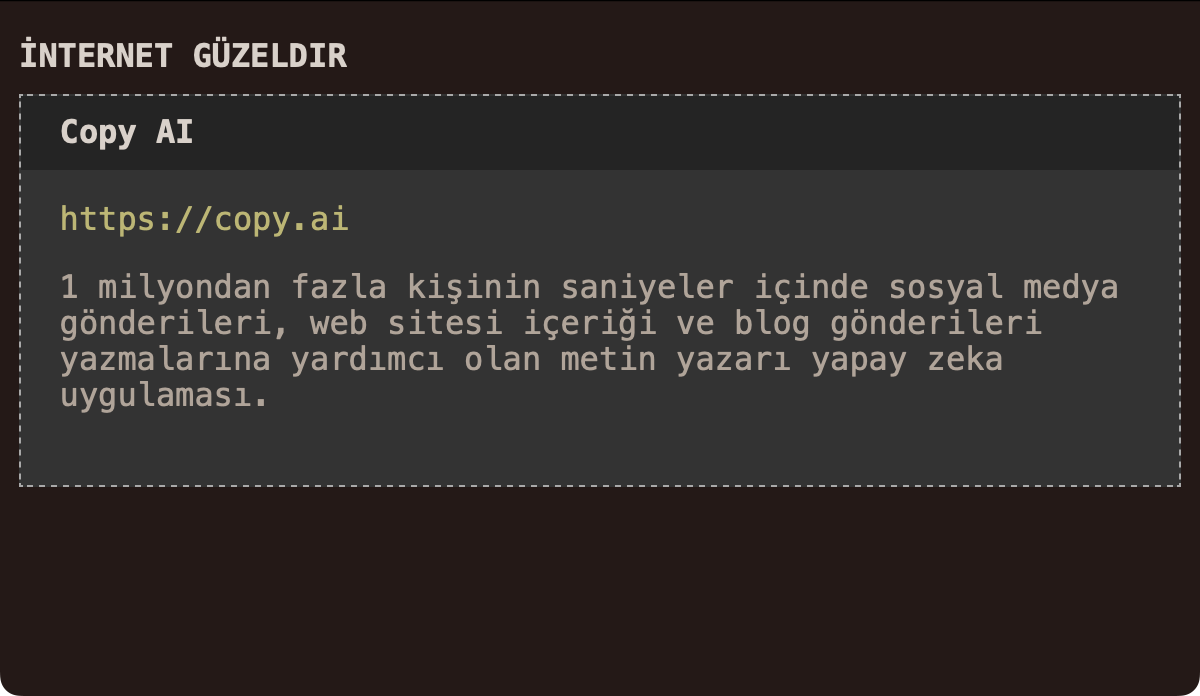 İNTERNET GÜZELDIR
Copy AI
https://copy.ai
1 milyondan fazla kişinin saniyeler içinde sosyal medya
gönderileri, web sitesi içeriği ve blog gönderileri
yazmalarına yardımcı olan metin yazarı yapay zeka
uygulaması.